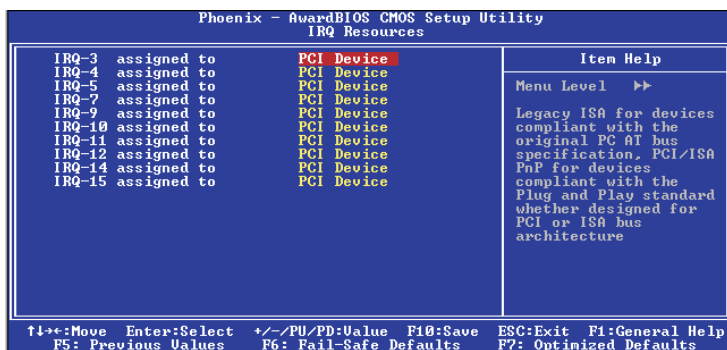 Phoenix - AwardBIOS CMOS Setup Utility
IRQ Resources
IRQ-3 assigned to PCI Device
IRQ-4 assigned to PCI Device
IRQ-5 assigned to PCI Device
IRQ-7 assigned to PCI Device
IRQ-9 assigned to PCI Device
IRQ-10 assigned to PCI Device
IRQ-11 assigned to PCI Device
IRQ-12 assigned to PCI Device
IRQ-14 assigned to PCI Device
IRQ-15 assigned to PCI Device
Item Help
Menu Level ▸▸
Legacy ISA for devices
compliant with the
original PC AT bus
specification, PCI/ISA
PnP for devices
compliant with the
Plug and Play standard
whether designed for
PCI or ISA bus
architecture
↑↓→←:Move Enter:Select +/-/PU/PD:Value F10:Save ESC:Exit F1:General Help
F5: Previous Values F6: Fail-Safe Defaults F7: Optimized Defaults